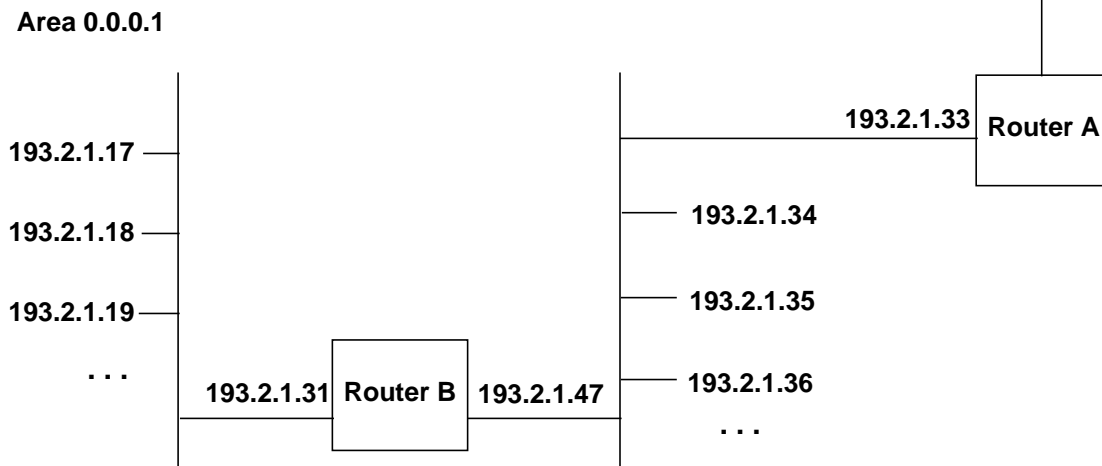 Area 0.0.0.1
193.2.1.33
Router A
193.2.1.17
193.2.1.34
193.2.1.18
193.2.1.35
193.2.1.19
193.2.1.36
. . .
193.2.1.31
Router B
193.2.1.47
. . .